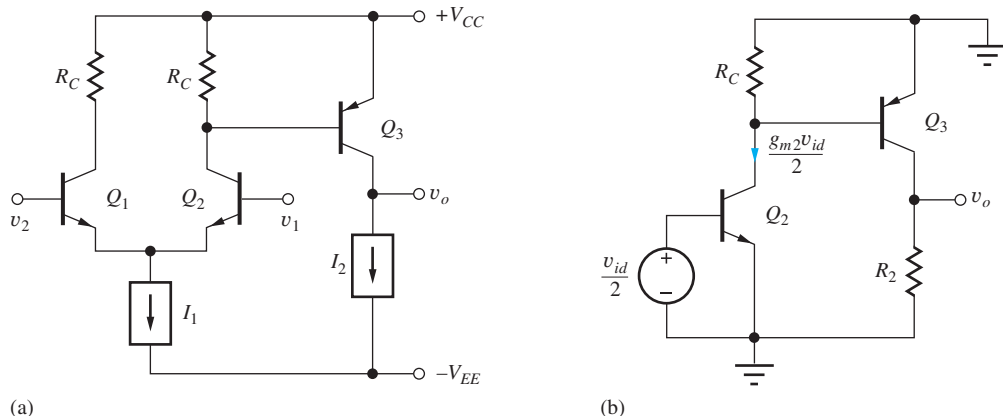 +V_CC
R_C
R_C
Q_3
v_2
Q_1
Q_2
v_1
v_o
I_2
I_1
–V_EE
(a)
R_C
Q_3
g_m2 v_id / 2
v_o
Q_2
v_id / 2
+
–
R_2
(b)